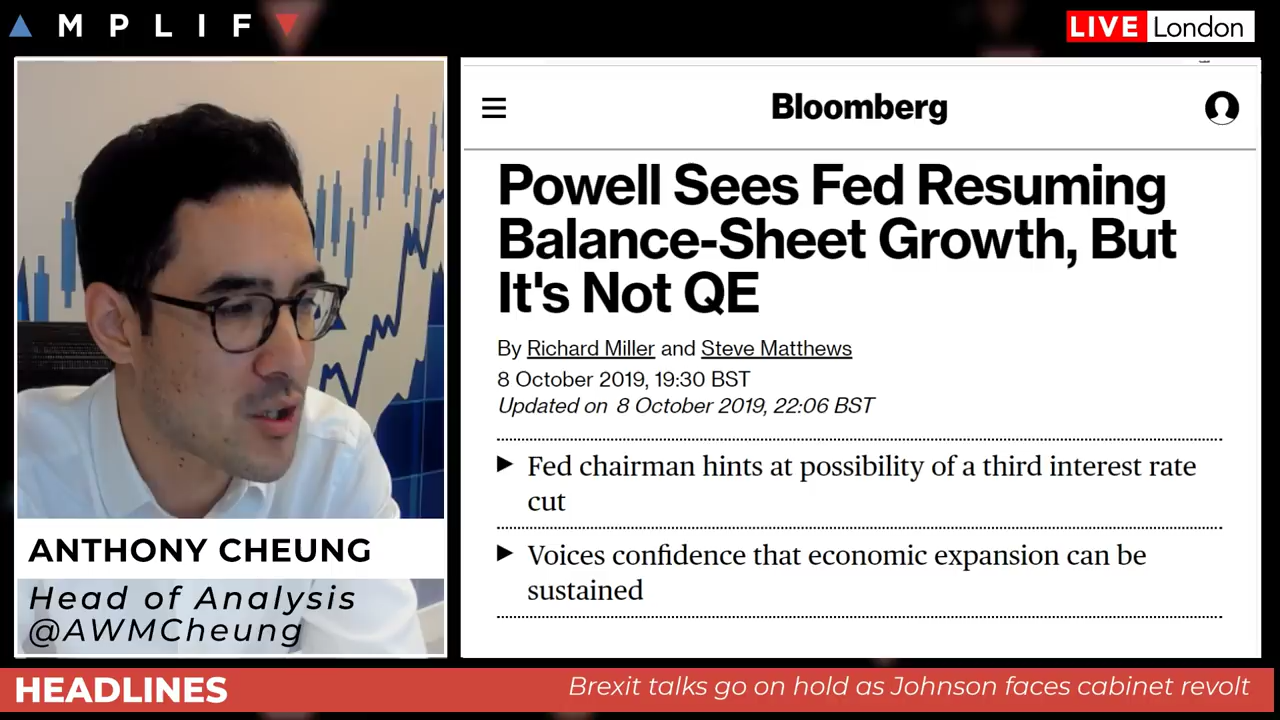 ▲ M P L I F ▼
LIVE London
Bloomberg
Powell Sees Fed Resuming
Balance-Sheet Growth, But
It's Not QE
By Richard Miller and Steve Matthews
8 October 2019, 19:30 BST
Updated on 8 October 2019, 22:06 BST
Fed chairman hints at possibility of a third interest rate
cut
Voices confidence that economic expansion can be
sustained
ANTHONY CHEUNG
Head of Analysis
@AWMCheung
HEADLINES
Brexit talks go on hold as Johnson faces cabinet revolt